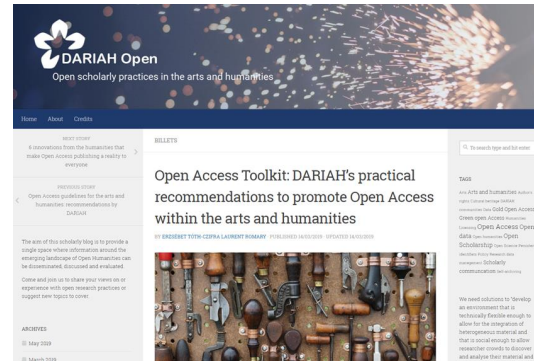 DARIAH Open
Open scholarly practices in the arts and humanities
Home About Credits
NEXT STORY
6 innovations from the humanities that
make Open Access publishing a reality to
everyone
PREVIOUS STORY
Open Access guidelines for the arts and
humanities: recommendations by
DARIAH
The aim of this scholarly blog is to provide a
single space where information around the
emerging landscape of Open Humanities can
be disseminated, discussed and evaluated.
Come and join us to share your views on or
experience with open research practices or
suggest new topics to cover.
ARCHIVES
May 2019
March 2019
BILLETS
Open Access Toolkit: DARIAH's practical
recommendations to promote Open Access
within the arts and humanities
BY ERZSÉBET TÓTH-CZIFRA LAURENT ROMARY · PUBLISHED 14/03/2019 · UPDATED 14/03/2019
To search type and hit enter
TAGS
Arts and humanities
Gold Open Access
Green open Access
Open Access Open
data Open
Scholarship
Scholarly
communication
We need solutions to "develop
an environment that is
technically flexible enough to
allow for the integration of
heterogeneous material and
that is social enough to allow
researcher crowds to discover
and analyse their material and